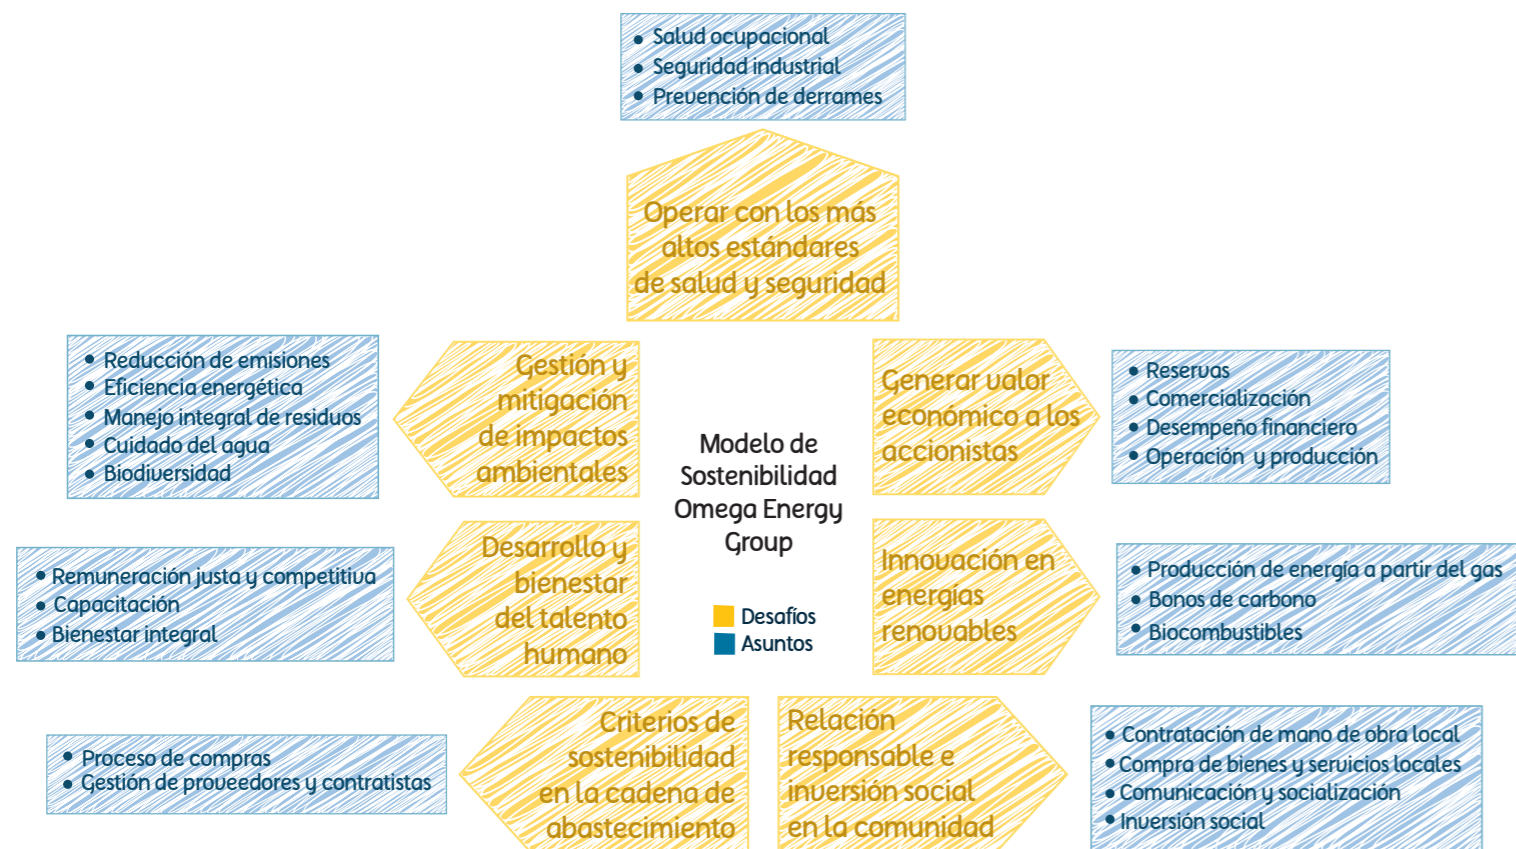 • Salud ocupacional
• Seguridad industrial
• Prevención de derrames
Operar con los más
altos estándares
de salud y seguridad
• Reducción de emisiones
• Eficiencia energética
• Manejo integral de residuos
• Cuidado del agua
• Biodiversidad
Gestión y
mitigación
de impactos
ambientales
Generar valor
económico a los
accionistas
• Reservas
• Comercialización
• Desempeño financiero
• Operación y producción
Modelo de
Sostenibilidad
Omega Energy
Group
Desafíos
Asuntos
• Remuneración justa y competitiva
• Capacitación
• Bienestar integral
Desarrollo y
bienestar
del talento
humano
Innovación en
energías
renovables
• Producción de energía a partir del gas
• Bonos de carbono
• Biocombustibles
• Proceso de compras
• Gestión de proveedores y contratistas
Criterios de
sostenibilidad
en la cadena de
abastecimiento
Relación
responsable e
inversión social
en la comunidad
• Contratación de mano de obra local
• Compra de bienes y servicios locales
• Comunicación y socialización
• Inversión social